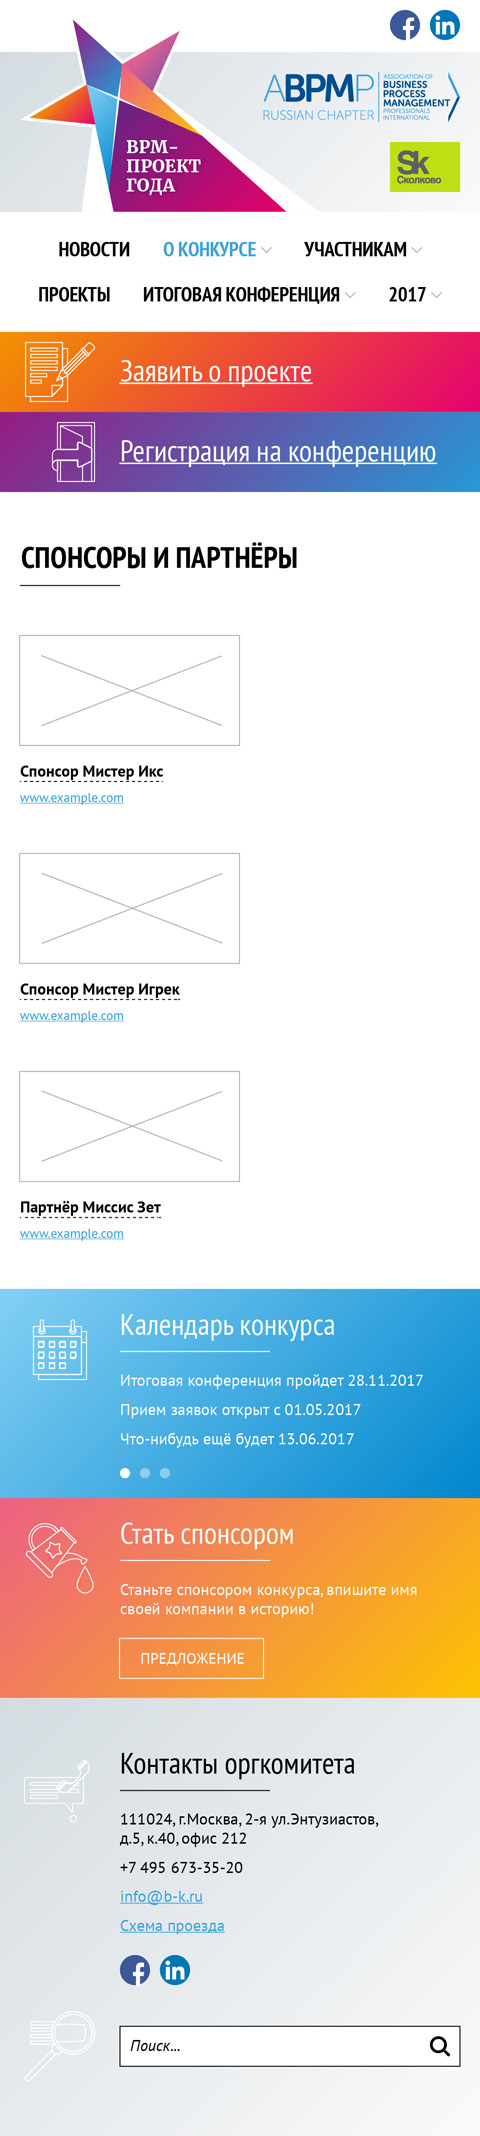 ВРМ-
ПРОЕКТ
ГОДА
ABPMP
RUSSIAN CHAPTER
ASSOCIATION OF
BUSINESS
PROCESS
MANAGEMENT
PROFESSIONALS
INTERNATIONAL
Sk
Сколково
НОВОСТИ О КОНКУРСЕ УЧАСТНИКАМ
ПРОЕКТЫ ИТОГОВАЯ КОНФЕРЕНЦИЯ 2017
Заявить о проекте
Регистрация на конференцию
СПОНСОРЫ И ПАРТНЁРЫ
Спонсор Мистер Икс
www.example.com
Спонсор Мистер Игрек
www.example.com
Партнёр Миссис Зет
www.example.com
Календарь конкурса
Итоговая конференция пройдет 28.11.2017
Прием заявок открыт с 01.05.2017
Что-нибудь ещё будет 13.06.2017
Стать спонсором
Станьте спонсором конкурса, впишите имя
своей компании в историю!
ПРЕДЛОЖЕНИЕ
Контакты оргкомитета
111024, г.Москва, 2-я ул.Энтузиастов,
д.5, к.40, офис 212
+7 495 673-35-20
info@b-k.ru
Схема проезда
Поиск...